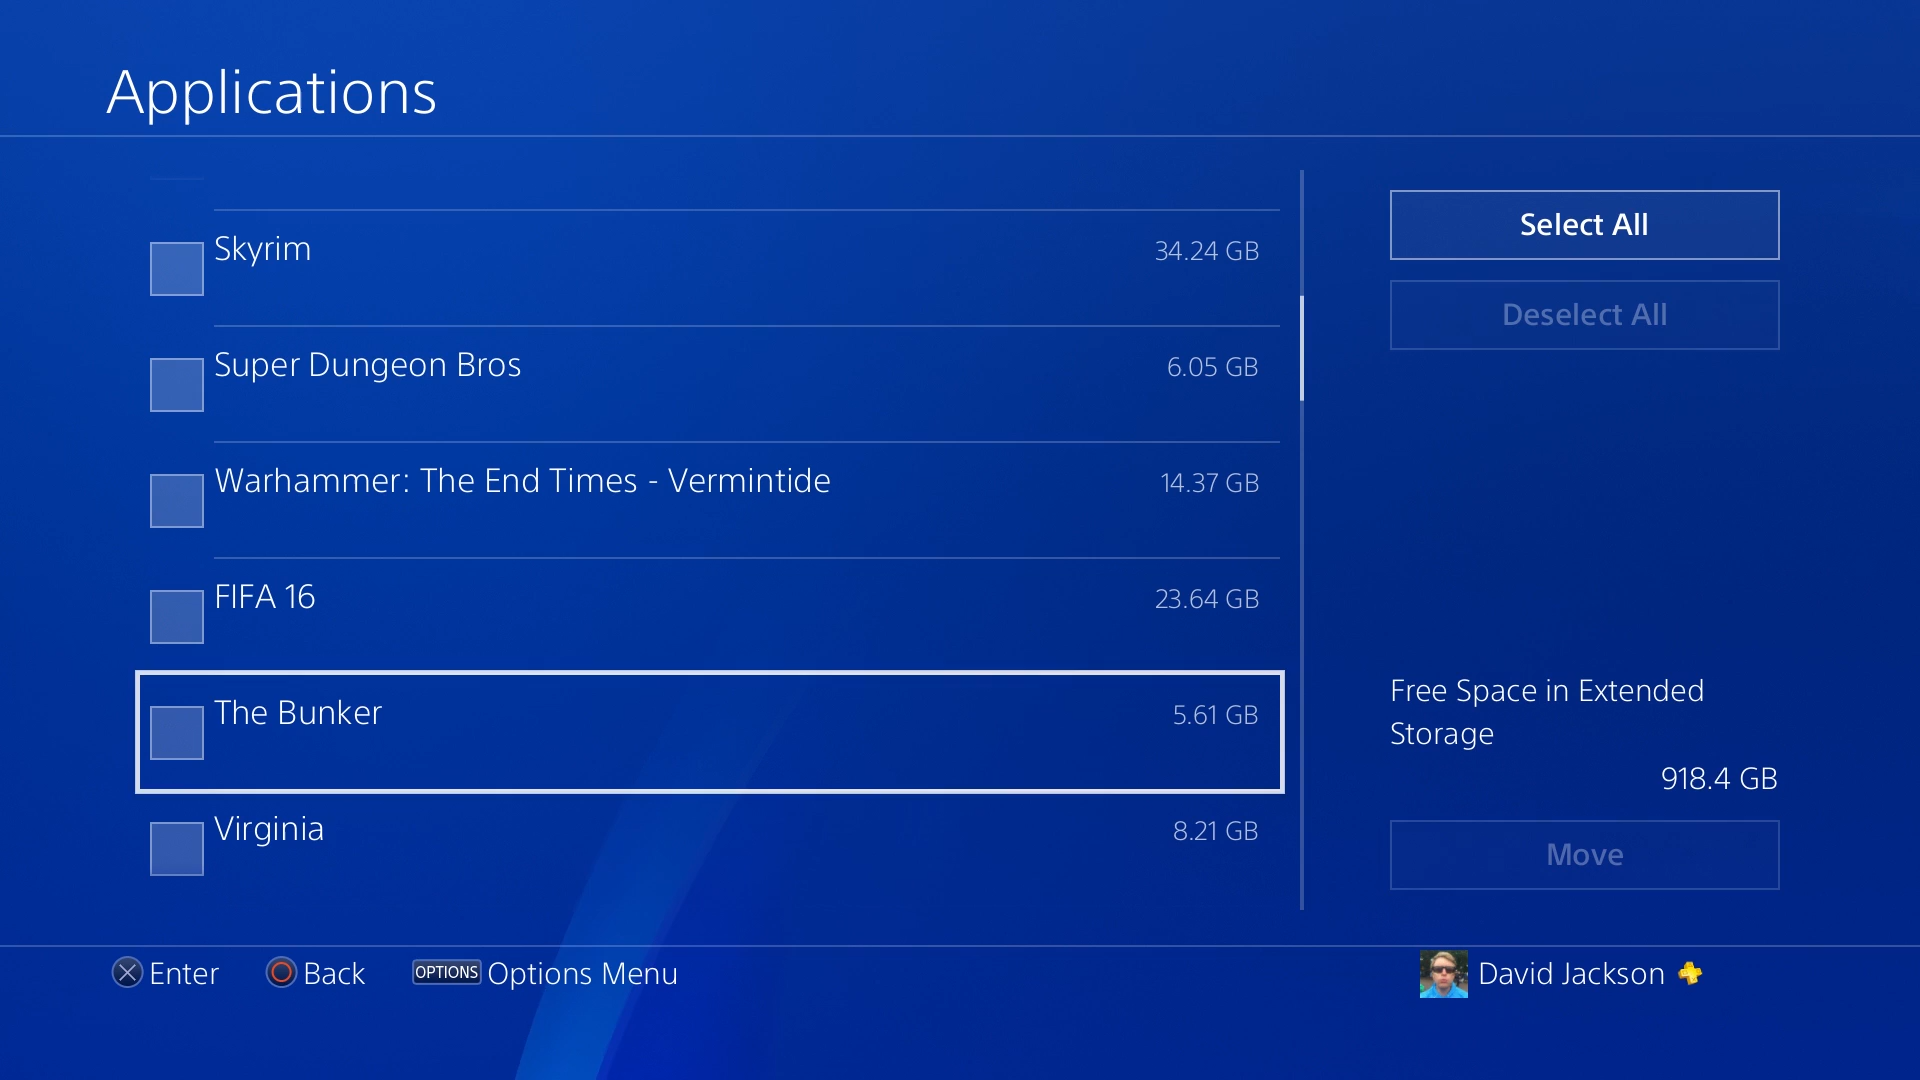 Applications
Skyrim 34.24 GB
Super Dungeon Bros 6.05 GB
Warhammer: The End Times - Vermintide 14.37 GB
FIFA 16 23.64 GB
The Bunker 5.61 GB
Virginia 8.21 GB
Select All
Deselect All
Free Space in Extended
Storage
918.4 GB
Move
Enter Back OPTIONS Options Menu
David Jackson